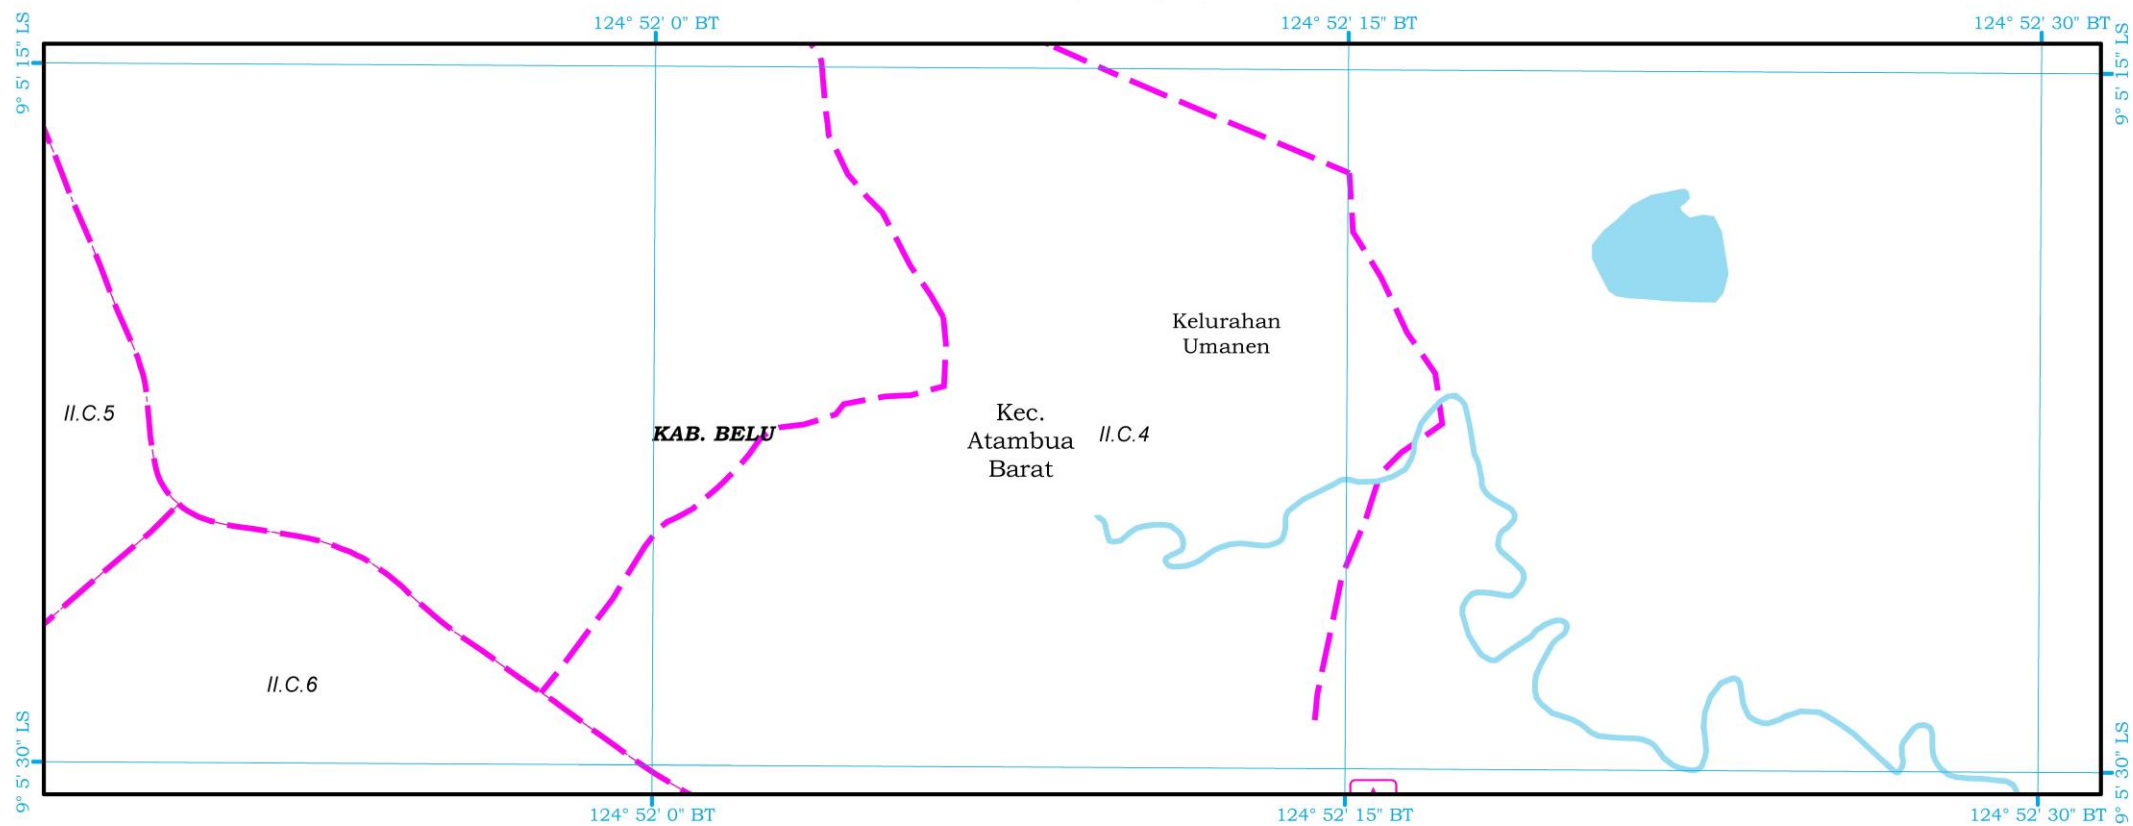 124° 52' 0" BT
124° 52' 15" BT
124° 52' 30" BT
9° 5' 15" LS
9° 5' 15" LS
Kelurahan
Umanen
II.C.5
KAB. BELU
Kec.
Atambua
Barat
II.C.4
II.C.6
9° 5' 30" LS
9° 5' 30" LS
124° 52' 0" BT
124° 52' 15" BT
124° 52' 30" BT